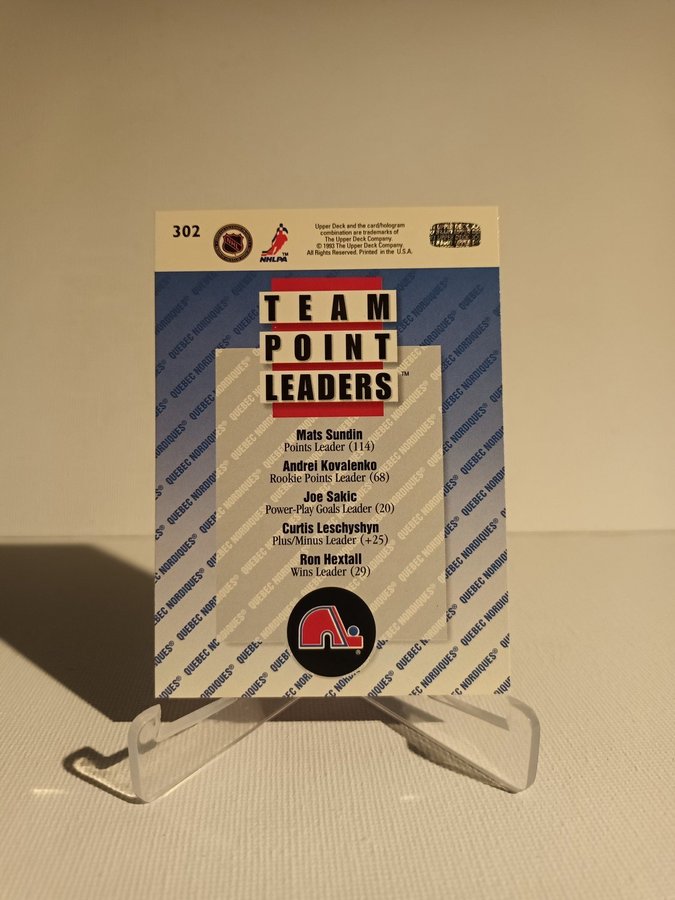 302
NHLPA™
Upper Deck and the card/hologram
combination are trademarks of
The Upper Deck Company.
© 1993 The Upper Deck Company.
All Rights Reserved. Printed in the U.S.A.
TEAM
POINT
LEADERS™
Mats Sundin
Points Leader (114)
Andrei Kovalenko
Rookie Points Leader (68)
Joe Sakic
Power-Play Goals Leader (20)
Curtis Leschyshyn
Plus/Minus Leader (+25)
Ron Hextall
Wins Leader (29)
QUEBEC NORDIQUES®